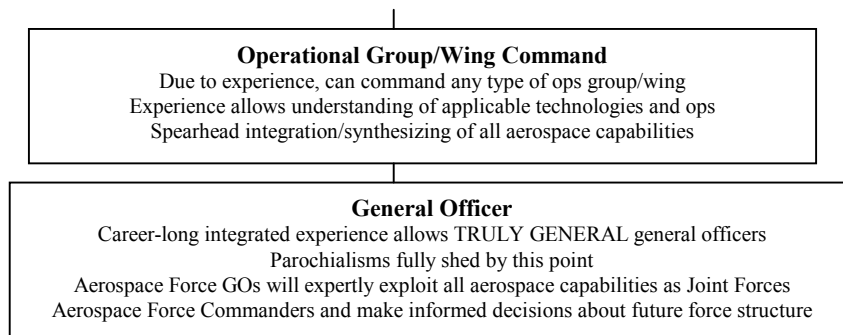 Operational Group/Wing Command
Due to experience, can command any type of ops group/wing
Experience allows understanding of applicable technologies and ops
Spearhead integration/synthesizing of all aerospace capabilities
General Officer
Career-long integrated experience allows TRULY GENERAL general officers
Parochialisms fully shed by this point
Aerospace Force GOs will expertly exploit all aerospace capabilities as Joint Forces
Aerospace Force Commanders and make informed decisions about future force structure